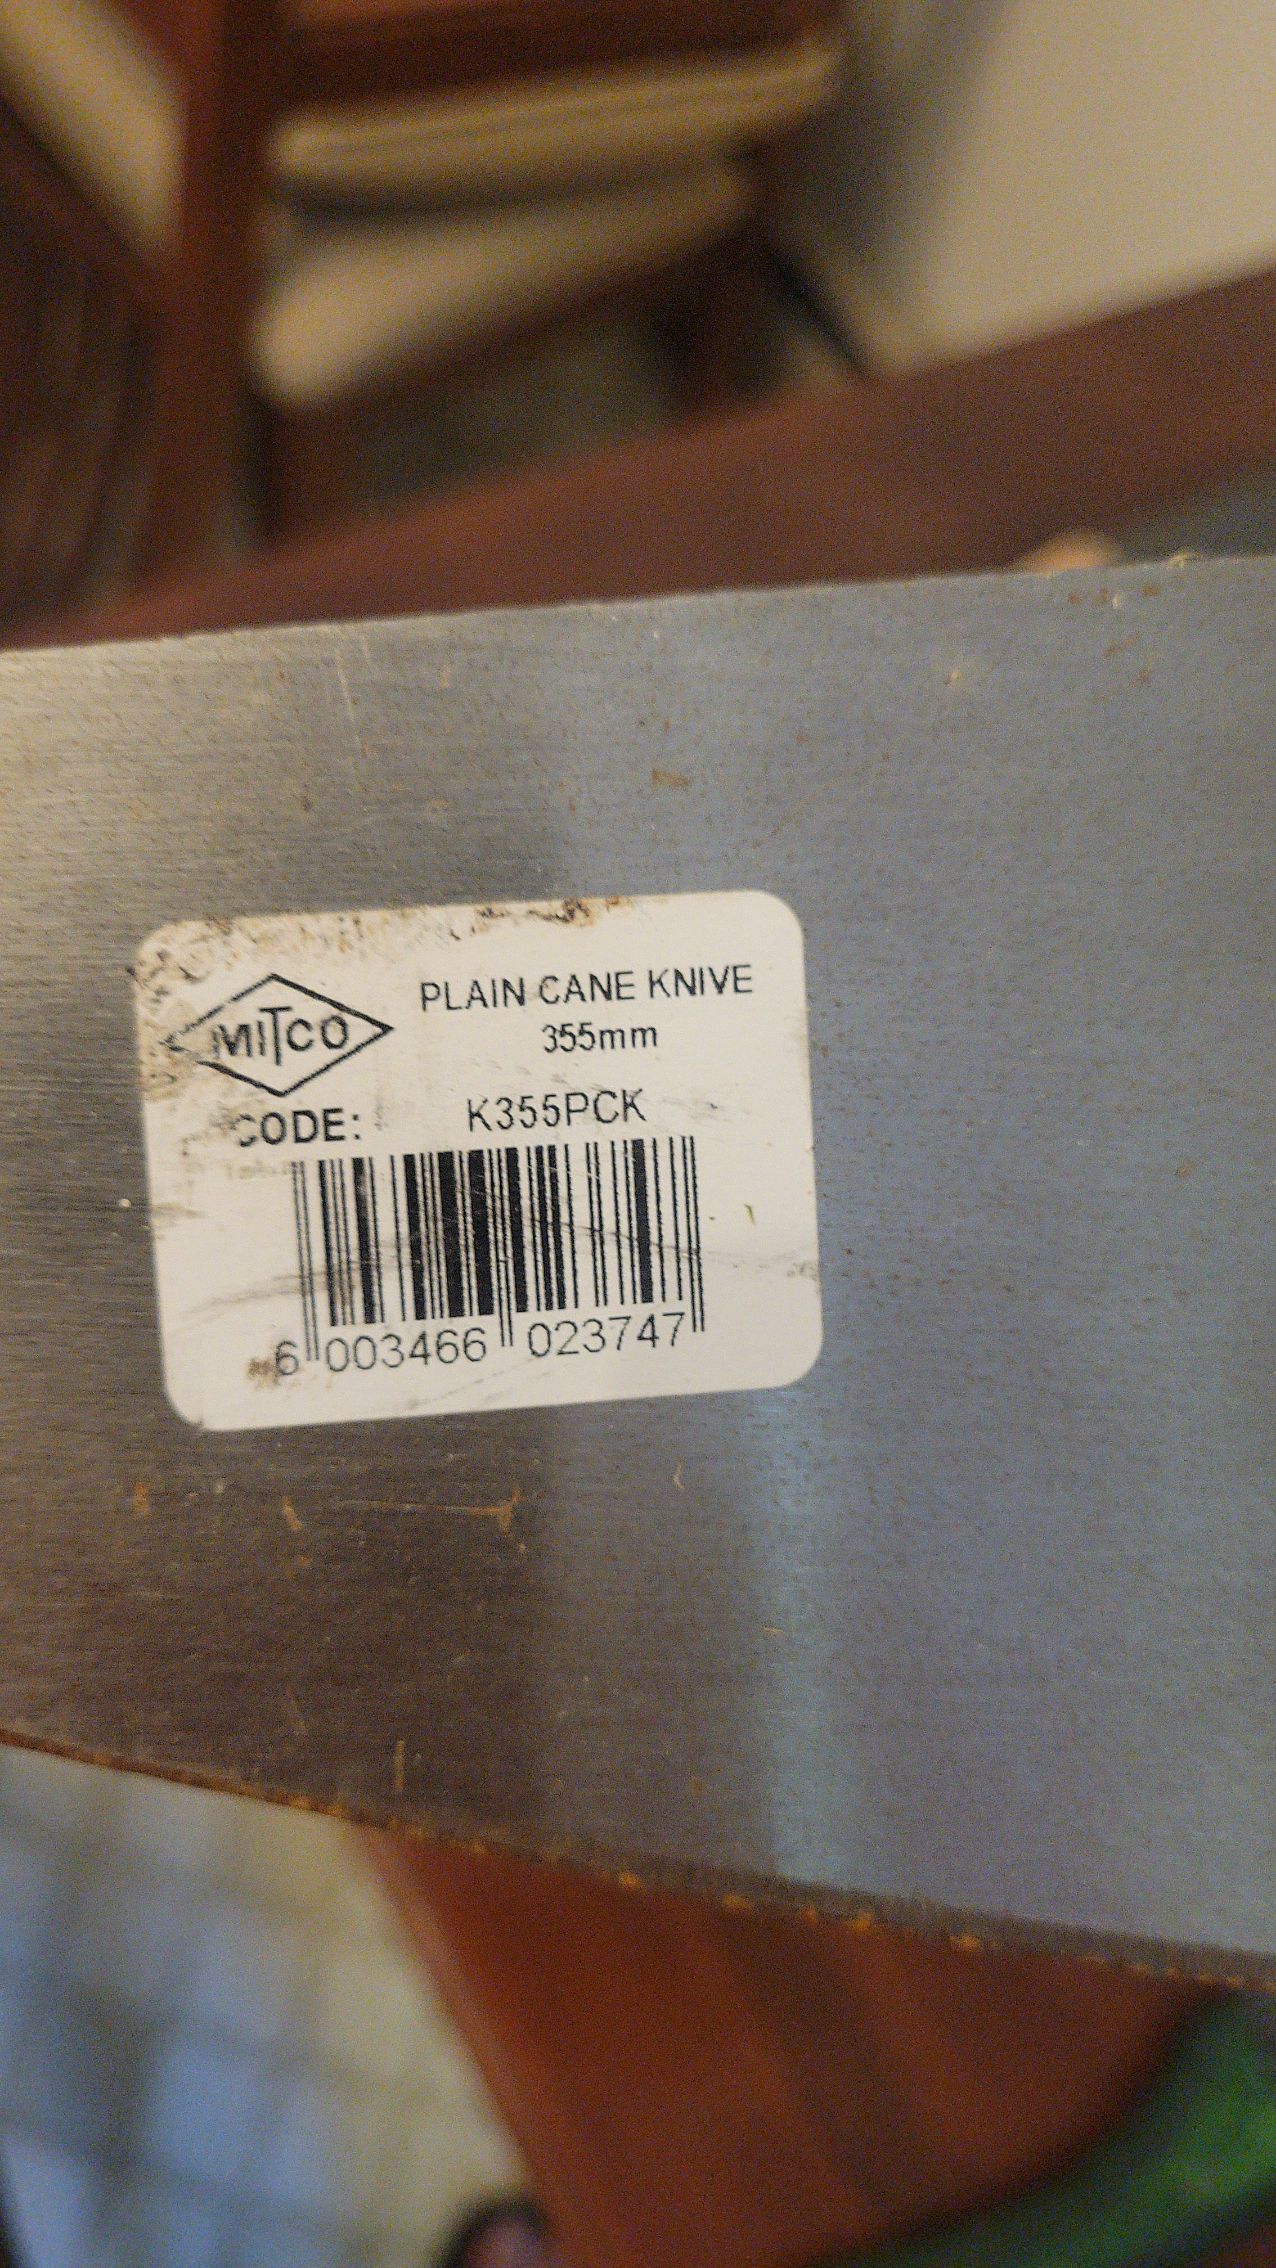 MITCO
PLAIN CANE KNIVE
355mm
CODE: K355PCK
6 003466 023747